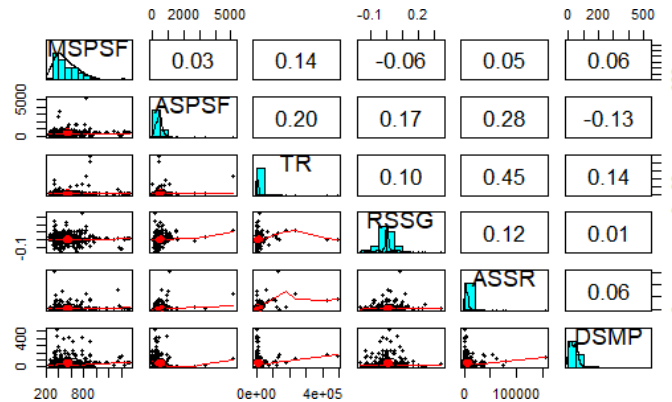 0 2000 5000 -0.1 0.2 0 200 500
MSPSF 0.03 0.14 -0.06 0.05 0.06
0 5000 ASPSF 0.20 0.17 0.28 -0.13
TR 0.10 0.45 0.14
-0.1 RSSG 0.12 0.01
ASSR 0.06
0 400 DSMP
200 800 0e+00 4e+05 0 100000